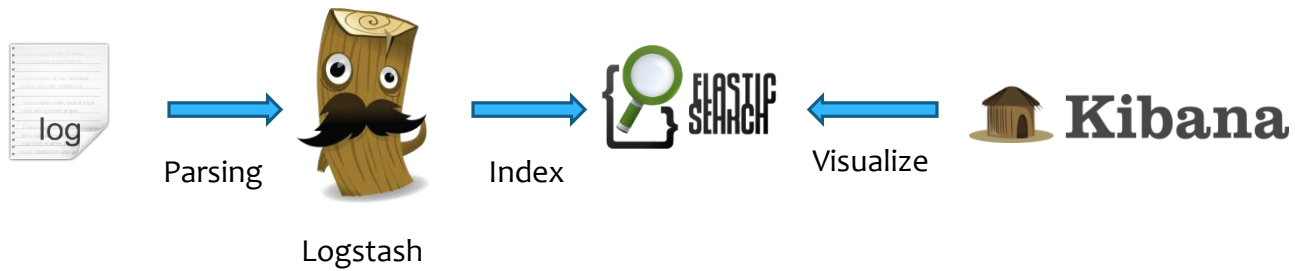 log
Parsing
Logstash
Index
ELASTIC
SEARCH
Visualize
Kibana